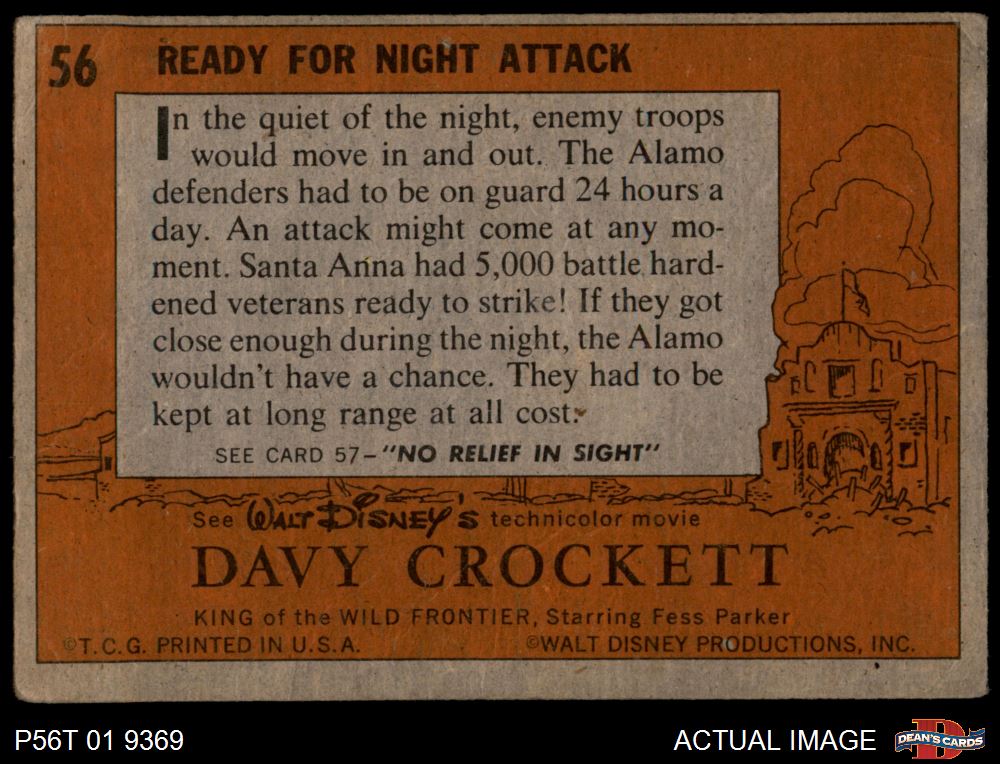 56 READY FOR NIGHT ATTACK
In the quiet of the night, enemy troops
would move in and out. The Alamo
defenders had to be on guard 24 hours a
day. An attack might come at any mo-
ment. Santa Anna had 5,000 battle hard-
ened veterans ready to strike! If they got
close enough during the night, the Alamo
wouldn't have a chance. They had to be
kept at long range at all cost.
SEE CARD 57-"NO RELIEF IN SIGHT"
See WALT DISNEY'S technicolor movie
DAVY CROCKETT
KING of the WILD FRONTIER, Starring Fess Parker
©T.C.G. PRINTED IN U.S.A. ©WALT DISNEY PRODUCTIONS, INC.
P56T 01 9369 ACTUAL IMAGE DEAN'S CARDS